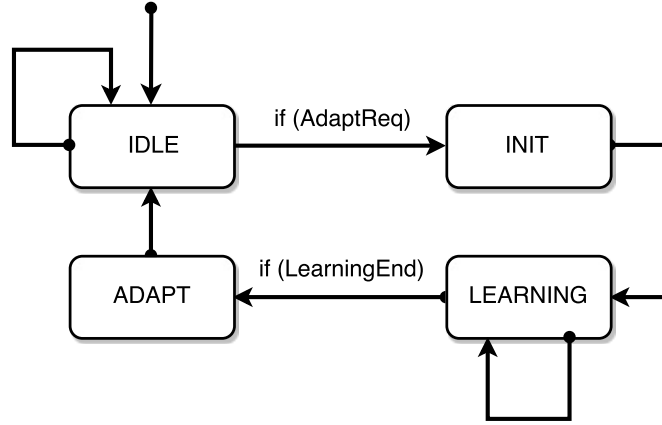 if (AdaptReq)
IDLE
INIT
if (LearningEnd)
ADAPT
LEARNING